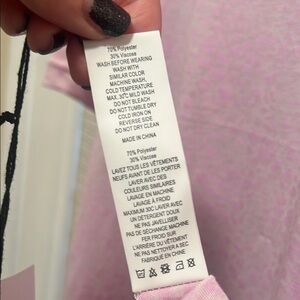 70% Polyester
30% Viscose
WASH BEFORE WEARING
WASH WITH
SIMILAR COLOR
MACHINE WASH,
COLD TEMPERATURE
MAX. 30°C MILD WASH
DO NOT BLEACH
DO NOT TUMBLE DRY
COLD IRON ON
REVERSE SIDE
DO NOT DRY CLEAN
MADE IN CHINA
70% Polyester
30% Viscose
LAVEZ TOUS LES VÊTEMENTS
NEUFS AVANT DE LES PORTER
LAVER AVEC DES
COULEURS SIMILAIRES
LAVAGE EN MACHINE
LAVAGE À FROID
MAXIMUM 30C LAVER AVEC
UN DÉTERGENT DOUX
NE PAS JAVELLISER
PAS DE SÉCHAGE MACHINE
FER FROID SUR
L'ARRIÈRE DU VÊTEMENT
NE PAS NETTOYER A SEC
FABRIQUÉ EN CHINE